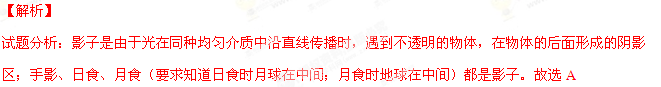 【解析】
试题分析：影子是由于光在同种均匀介质中沿直线传播时，遇到不透明的物体，在物体的后面形成的阴影
区；手影、日食、月食（要求知道日食时月球在中间；月食时地球在中间）都是影子。故选 A